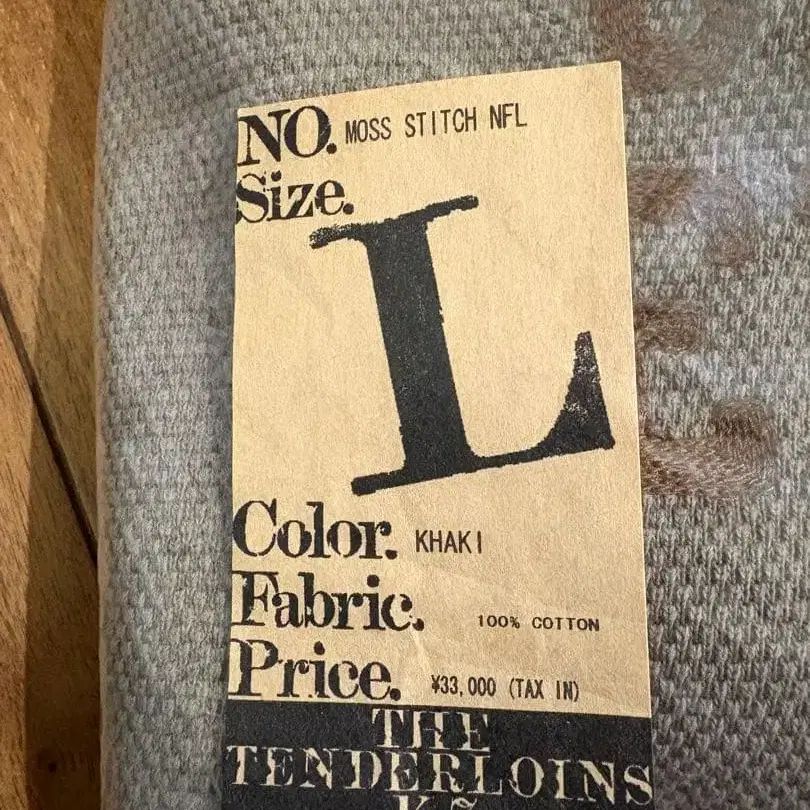 NO. MOSS STITCH NFL
Size.
L
Color. KHAKI
Fabric. 100% COTTON
Price. ¥33,000 (TAX IN)
THE
TENDERLOINS